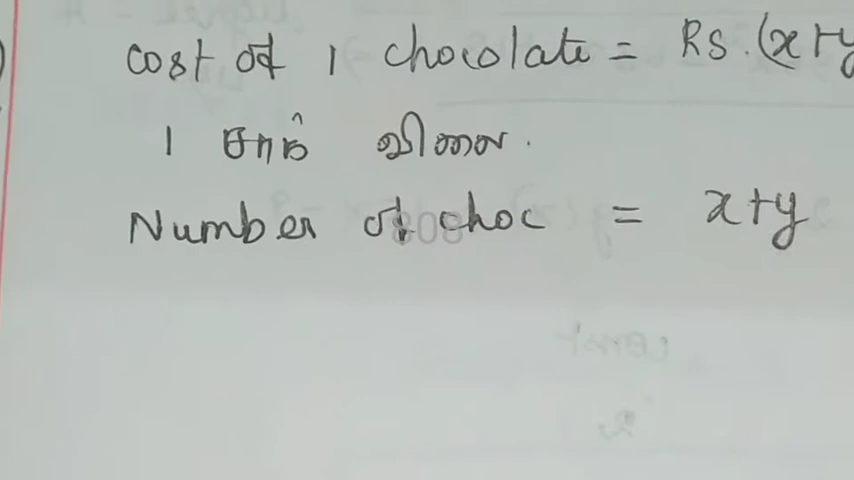 cost of 1 chocolate = Rs. (x+y
1 சாக் விலை.
Number of choc = x+y